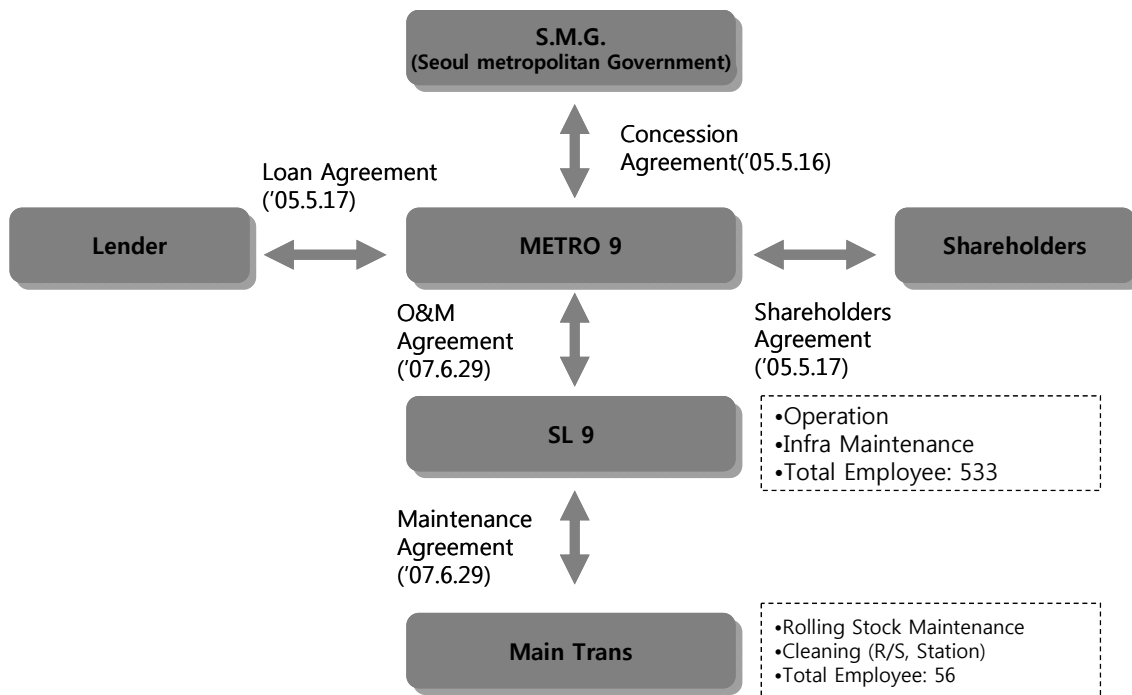 S.M.G.
(Seoul metropolitan Government)
Concession
Agreement('05.5.16)
Loan Agreement
('05.5.17)
Lender
METRO 9
Shareholders
O&M
Agreement
('07.6.29)
Shareholders
Agreement
('05.5.17)
SL 9
•Operation
•Infra Maintenance
•Total Employee: 533
Maintenance
Agreement
('07.6.29)
Main Trans
•Rolling Stock Maintenance
•Cleaning (R/S, Station)
•Total Employee: 56